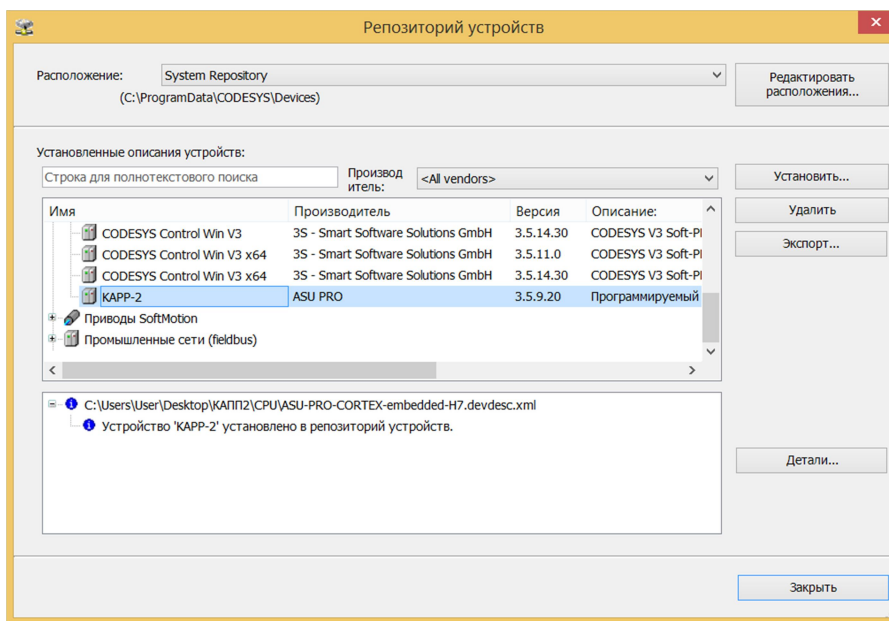 Репозиторий устройств
Расположение: System Repository
(C:\ProgramData\CODESYS\Devices)
Редактировать
расположения...
Установленные описания устройств:
Строка для полнотекстового поиска
Производ
итель:
<All vendors>
Установить...
Удалить
Экспорт...
Имя Производитель Версия Описание:
CODESYS Control Win V3 3S - Smart Software Solutions GmbH 3.5.14.30 CODESYS V3 Soft-Pl
CODESYS Control Win V3 x64 3S - Smart Software Solutions GmbH 3.5.11.0 CODESYS V3 Soft-Pl
CODESYS Control Win V3 x64 3S - Smart Software Solutions GmbH 3.5.14.30 CODESYS V3 Soft-Pl
KAPP-2 ASU PRO 3.5.9.20 Программируемый
Приводы SoftMotion
Промышленные сети (fieldbus)
C:\Users\User\Desktop\КАПП2\CPU\ASU-PRO-CORTEX-embedded-H7.devdesc.xml
Устройство 'KAPP-2' установлено в репозиторий устройств.
Детали...
Закрыть